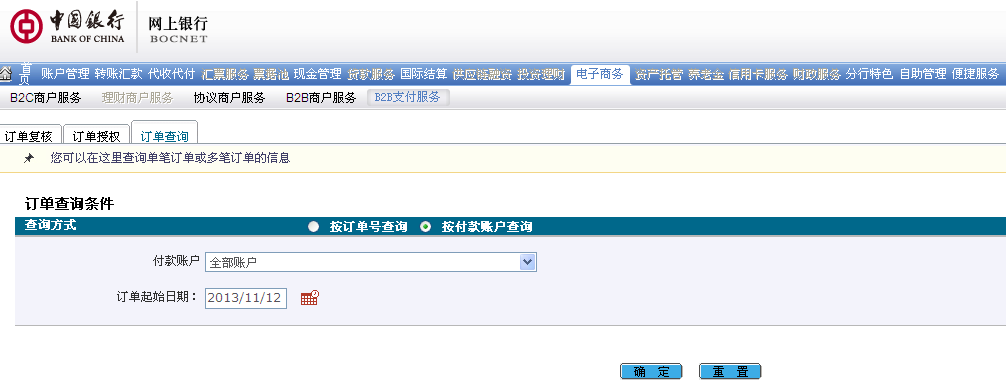 中国银行 网上银行
BANK OF CHINA BOCNET
首页 账户管理 转账汇款 代收代付 汇票服务 票据池 现金管理 贷款服务 国际结算 供应链融资 投资理财 电子商务 资产托管 养老金 信用卡服务 财政服务 分行特色 自助管理 便捷服务
B2C商户服务 理财商户服务 协议商户服务 B2B商户服务 B2B支付服务
订单复核 订单授权 订单查询
您可以在这里查询单笔订单或多笔订单的信息
订单查询条件
查询方式 按订单号查询 按付款账户查询
付款账户 全部账户
订单起始日期： 2013/11/12
确 定 重 置